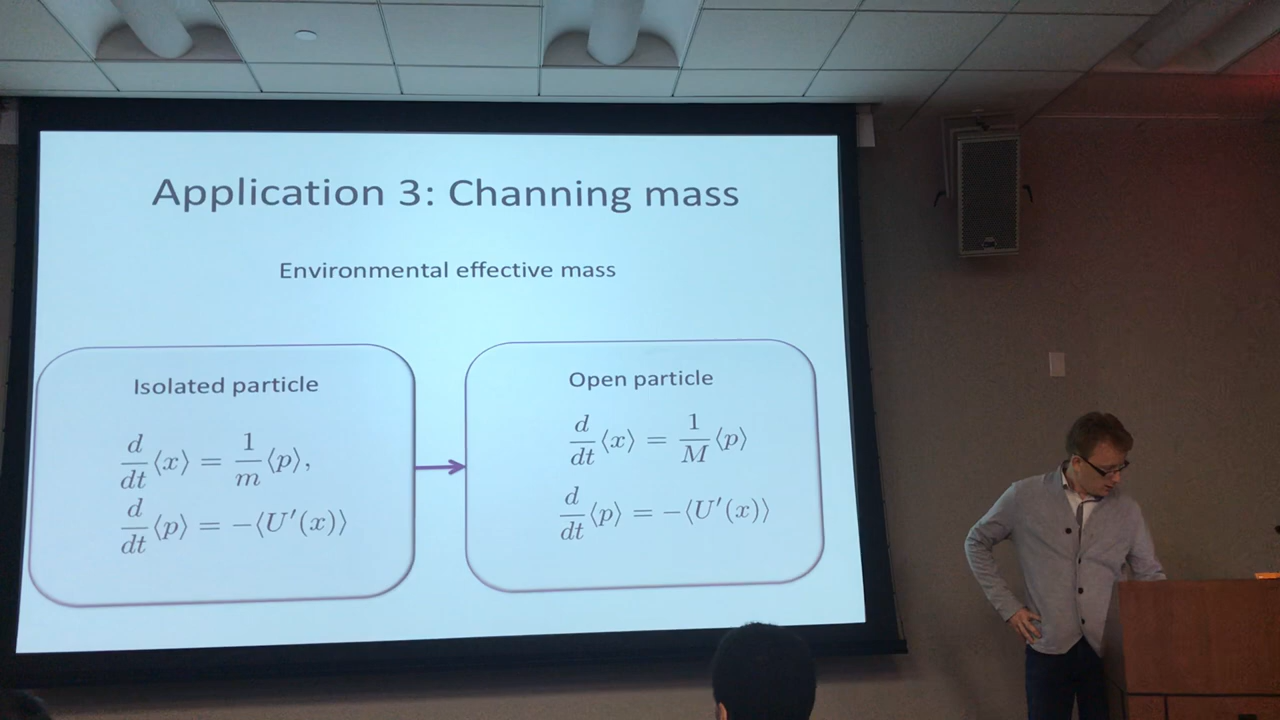 Application 3: Channing mass
Environmental effective mass
Isolated particle
d/dt ⟨x⟩ = 1/m ⟨p⟩,
d/dt ⟨p⟩ = −⟨U′(x)⟩
Open particle
d/dt ⟨x⟩ = 1/M ⟨p⟩
d/dt ⟨p⟩ = −⟨U′(x)⟩